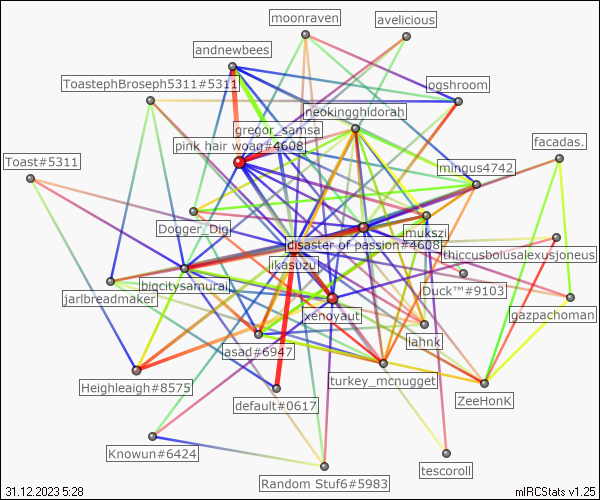 moonraven
avelicious
andnewbees
ToastephBroseph5311#5311
ogshroom
neokingghidorah
gregor_samsa
pink hair woag#4608
facadas.
Toast#5311
mingus4742
Dogger_Dig
mukszi
disaster of passion#4608
thiccusbolusalexusjoneus
ikasuzu
bigcitysamurai
Duck™#9103
jarlbreadmaker
xenoyaut
gazpachoman
lahnk
asad#6947
turkey_mcnugget
Heighleigh#8575
ZeeHonK
default#0617
Knowun#6424
tescoroll
Random Stuf6#5983
31.12.2023 5:28
mIRCStats v1.25